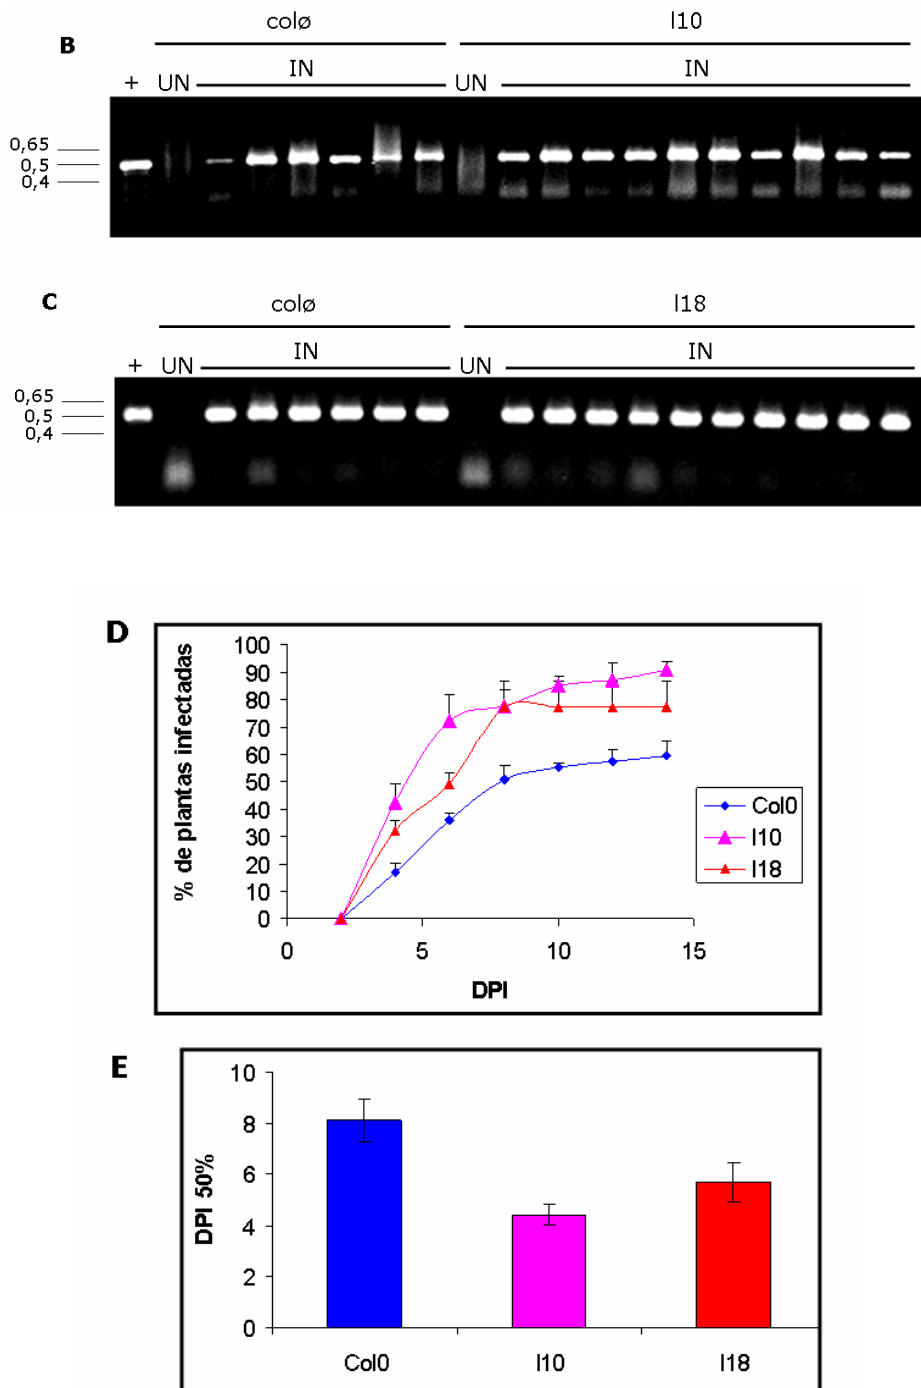 colø l10
B
IN IN
+ UN UN
0,65
0,5
0,4
C
colø l18
IN IN
+ UN UN
0,65
0,5
0,4
D
% de plantas infectadas
100
90
80
70
60
50
40
30
20
10
0
0 5 10 15
DPI
Col0
l10
l18
E
DPI 50%
10
8
6
4
2
0
Col0 l10 l18